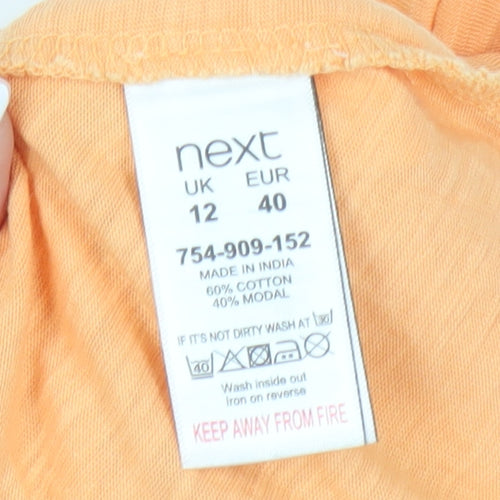 next
UK EUR
12 40
754-909-152
MADE IN INDIA
60% COTTON
40% MODAL
IF IT'S NOT DIRTY WASH AT 30
40
Wash inside out
Iron on reverse
KEEP AWAY FROM FIRE